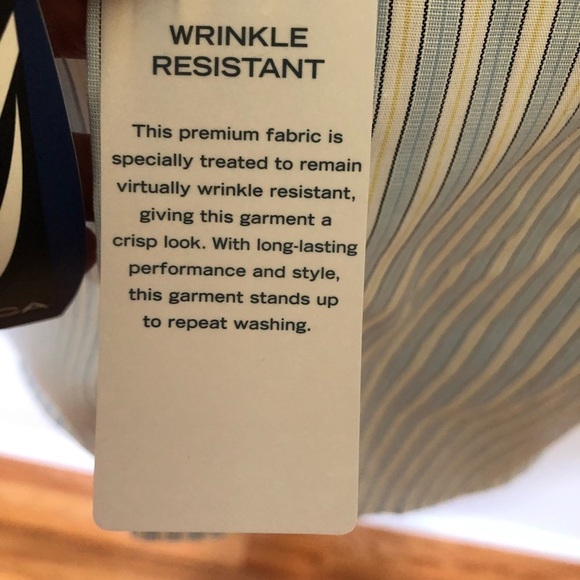 WRINKLE
RESISTANT
This premium fabric is
specially treated to remain
virtually wrinkle resistant,
giving this garment a
crisp look. With long-lasting
performance and style,
this garment stands up
to repeat washing.